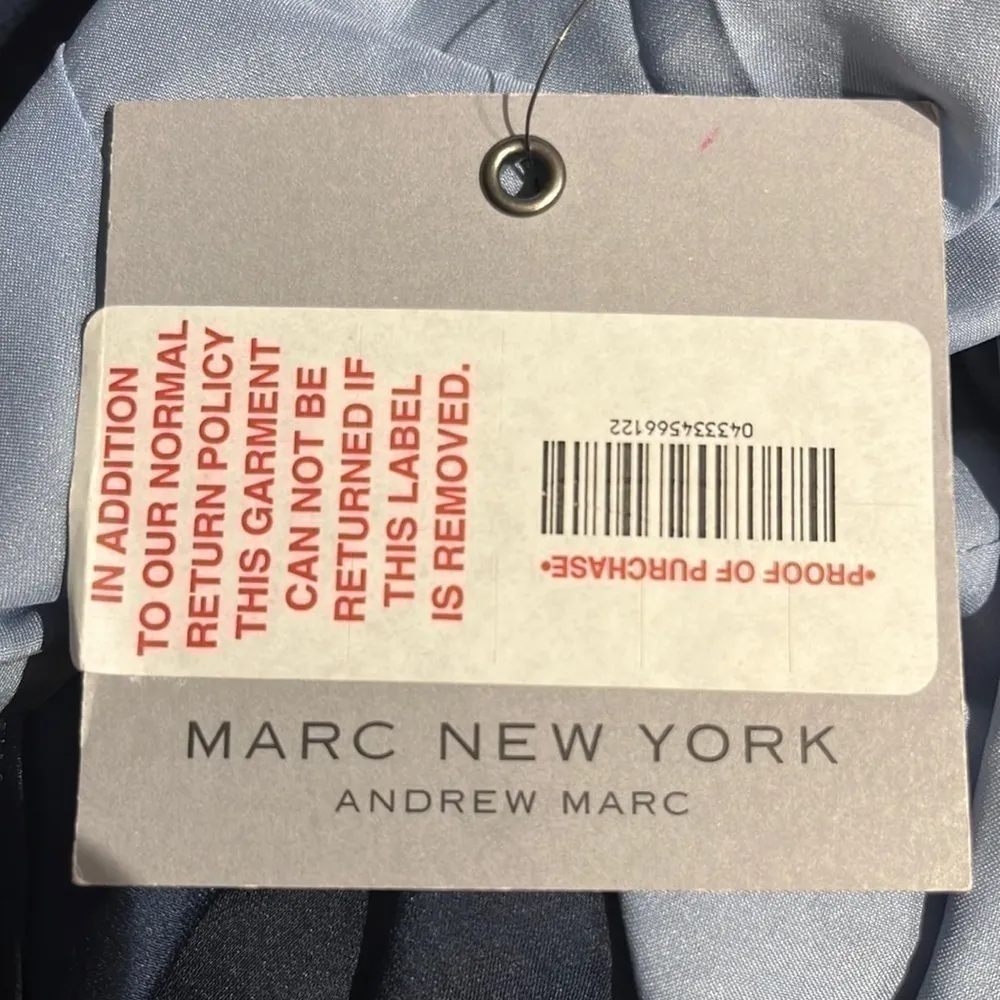 IN ADDITION
TO OUR NORMAL
RETURN POLICY
THIS GARMENT
CAN NOT BE
RETURNED IF
THIS LABEL
IS REMOVED.
•PROOF OF PURCHASE•
043334566122
MARC NEW YORK
ANDREW MARC